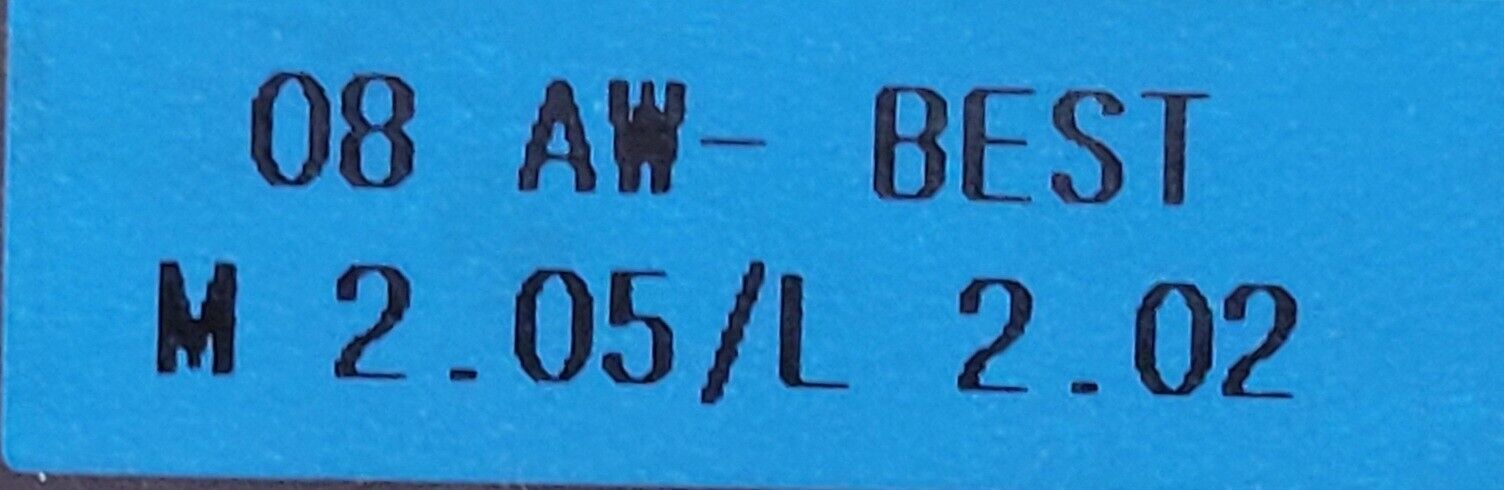 08 AW- BEST
M 2.05/L 2.02